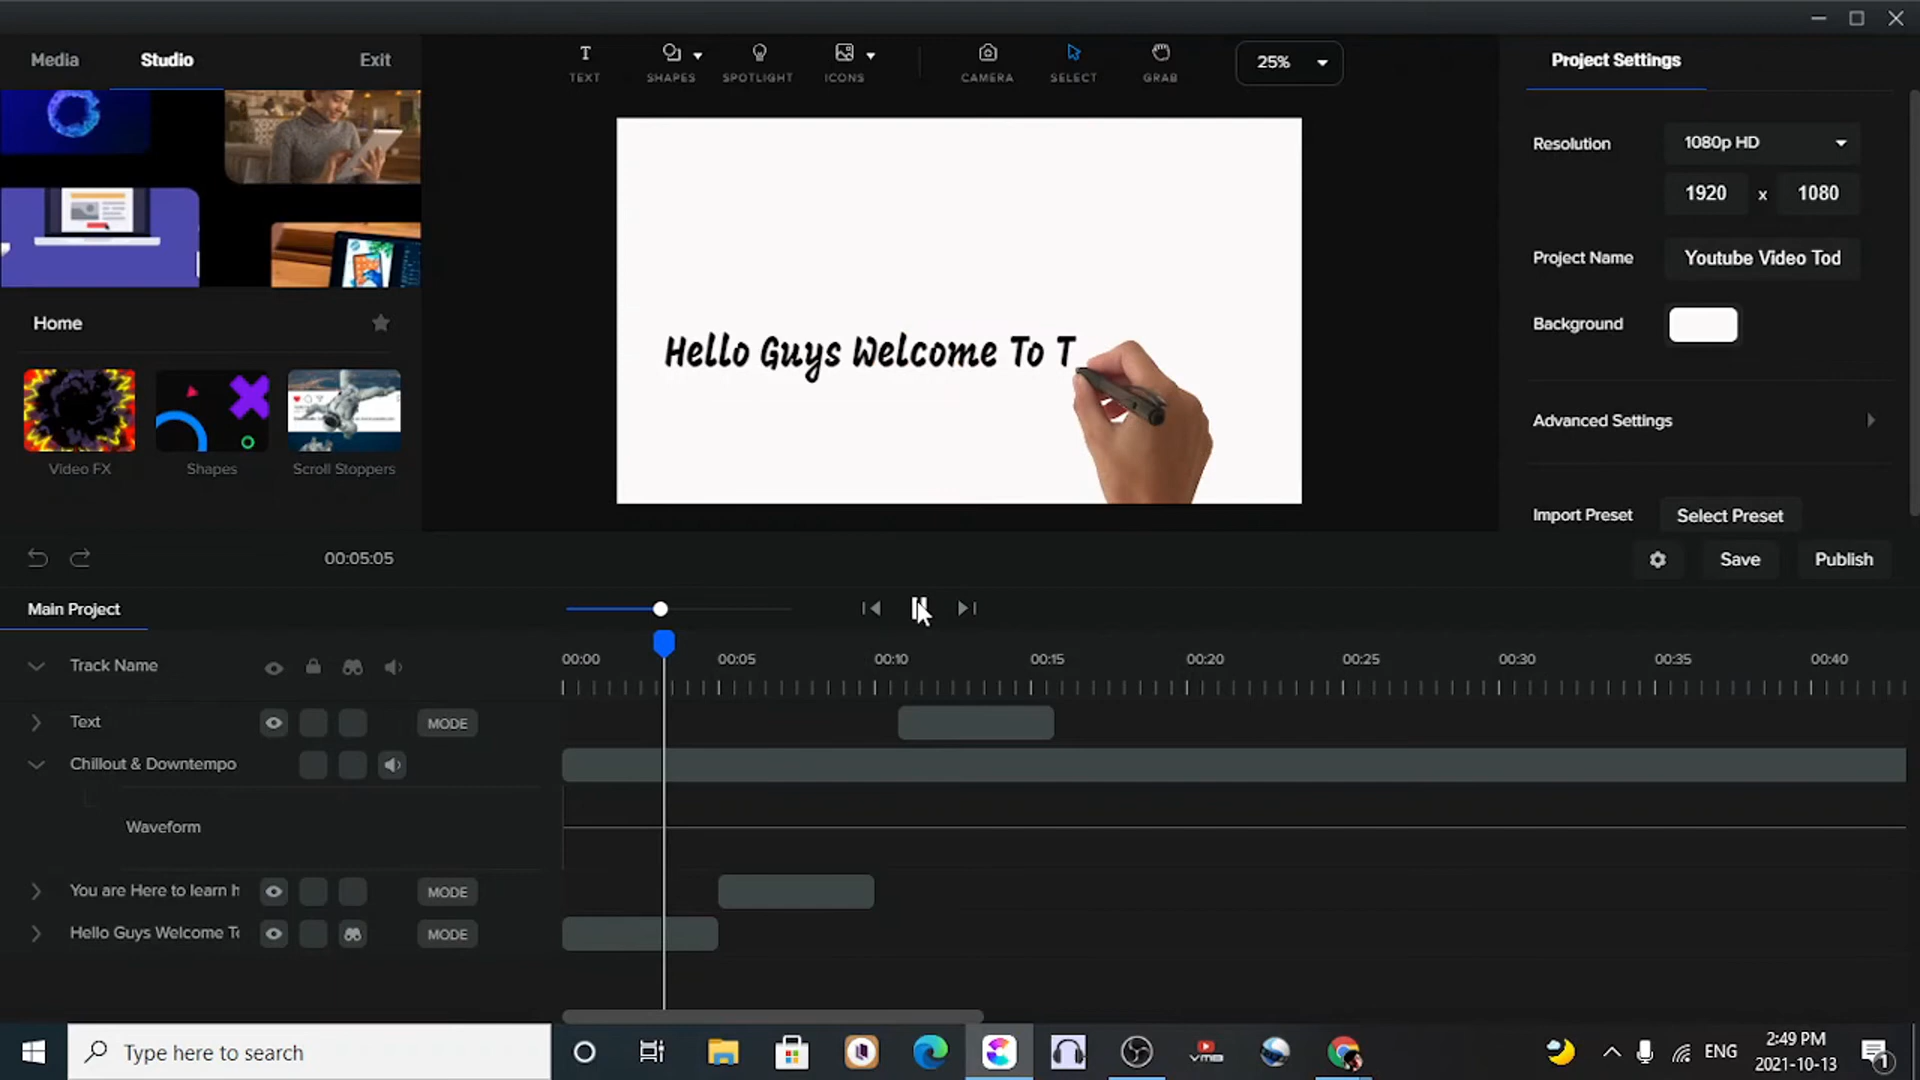 Media Studio Exit
TEXT SHAPES SPOTLIGHT ICONS CAMERA SELECT GRAB 25%
Project Settings
Resolution 1080p HD
1920 x 1080
Project Name Youtube Video Tod
Background
Advanced Settings
Import Preset Select Preset
Hello Guys Welcome To T
Home
Video FX Shapes Scroll Stoppers
00:05:05 Save Publish
Main Project
Track Name 00:00 00:05 00:10 00:15 00:20 00:25 00:30 00:35 00:40
Text MODE
Chillout & Downtempo
Waveform
You are Here to learn h MODE
Hello Guys Welcome To MODE
Type here to search
VMB
ENG
2:49 PM
2021-10-13
1